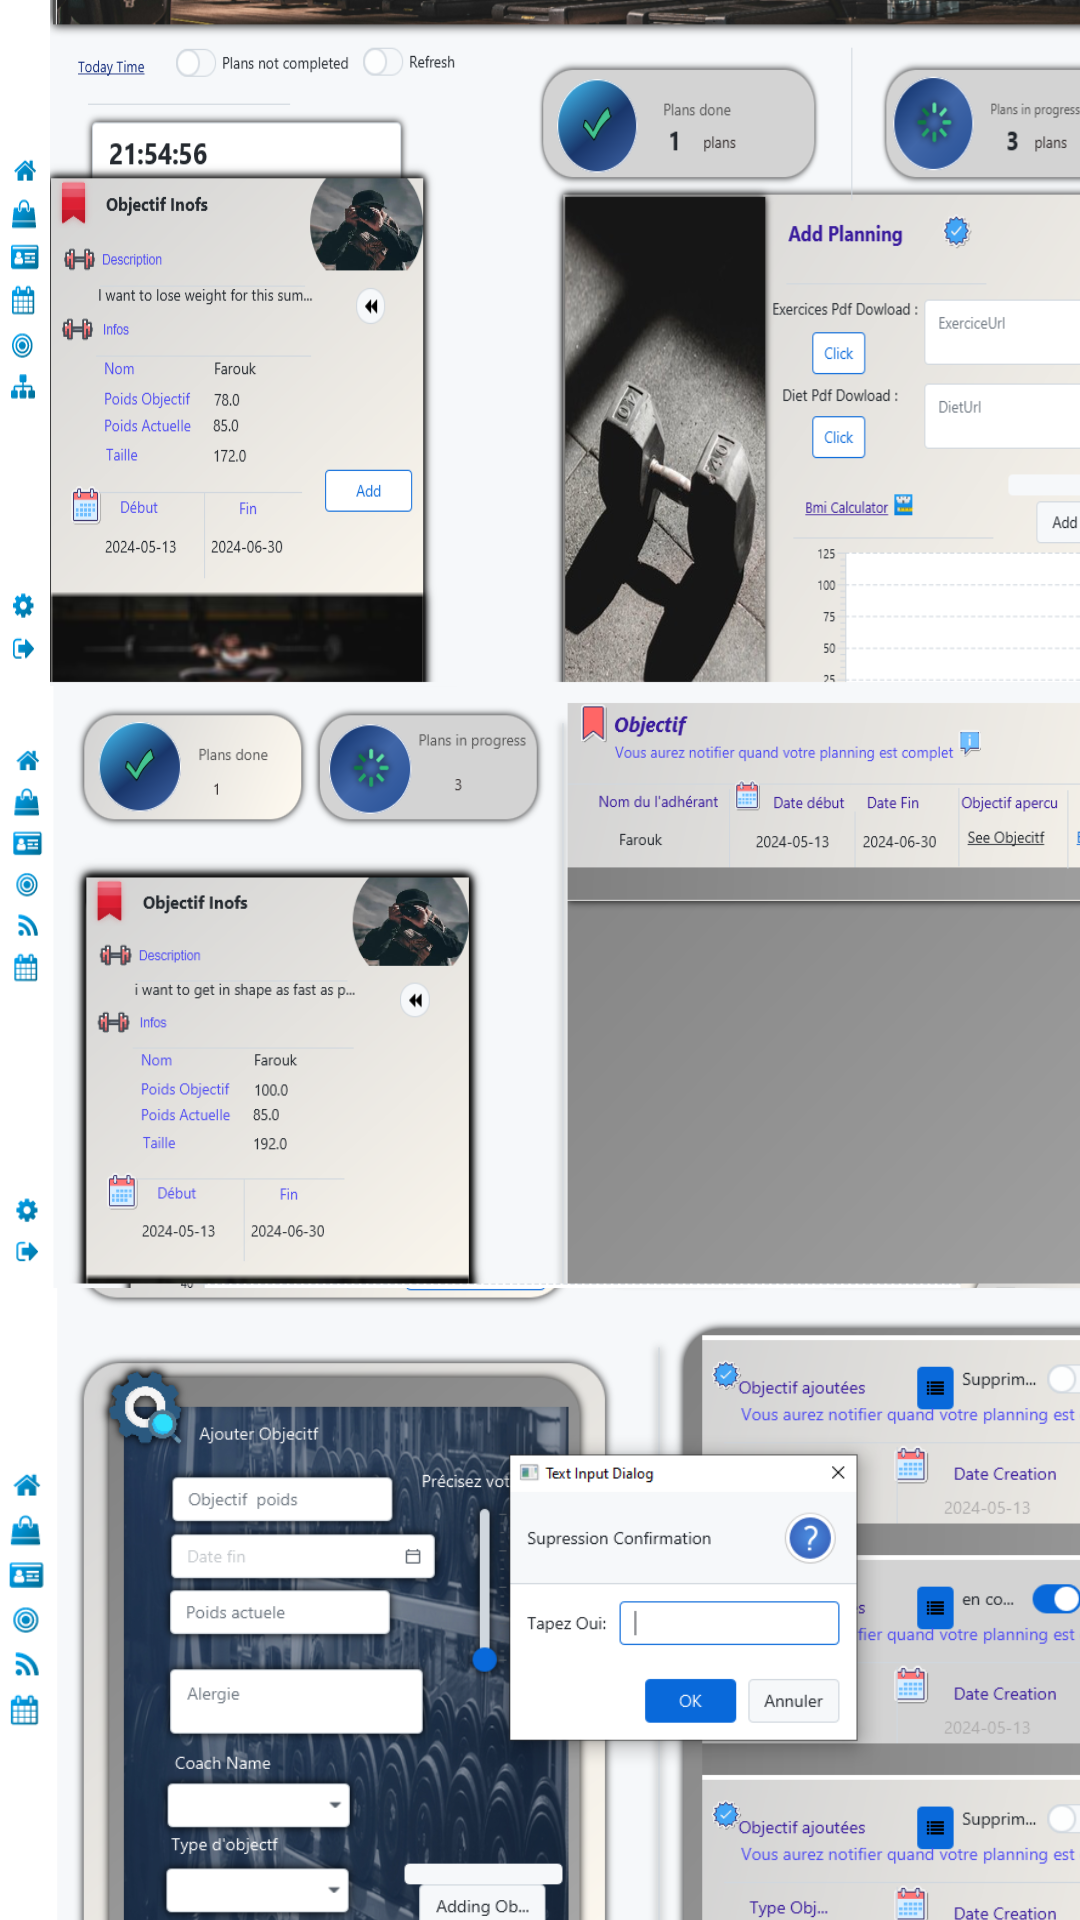 Today Time
Plans not completed
Refresh
21:54:56
Plans done
1 plans
Plans in progress
3 plans
Objectif Inofs
Description
I want to lose weight for this sum...
Infos
Nom Farouk
Poids Objectif 78.0
Poids Actuelle 85.0
Taille 172.0
Add
Début Fin
2024-05-13 2024-06-30
Add Planning
Exercices Pdf Dowload :
ExerciceUrl
Click
Diet Pdf Dowload :
DietUrl
Click
Bmi Calculator
Add
125
100
75
50
25
Plans done
1
Plans in progress
3
Objectif Inofs
Description
i want to get in shape as fast as p...
Infos
Nom Farouk
Poids Objectif 100.0
Poids Actuelle 85.0
Taille 192.0
Début Fin
2024-05-13 2024-06-30
Objectif
Vous aurez notifier quand votre planning est complet
Nom du l'adhérant Date début Date Fin Objectif apercu
Farouk 2024-05-13 2024-06-30 See Objecitf
Ajouter Objecitf
Objectif poids
Précisez vot
Date fin
Poids actuele
Alergie
Coach Name
Type d'objectf
Adding Ob...
Text Input Dialog
Supression Confirmation
?
Tapez Oui:
OK Annuler
Objectif ajoutées
Supprim...
Vous aurez notifier quand votre planning est
Date Creation
2024-05-13
en co...
és
fier quand votre planning est
Date Creation
2024-05-13
Objectif ajoutées
Supprim...
Vous aurez notifier quand votre planning est
Type Obj...
Date Creation